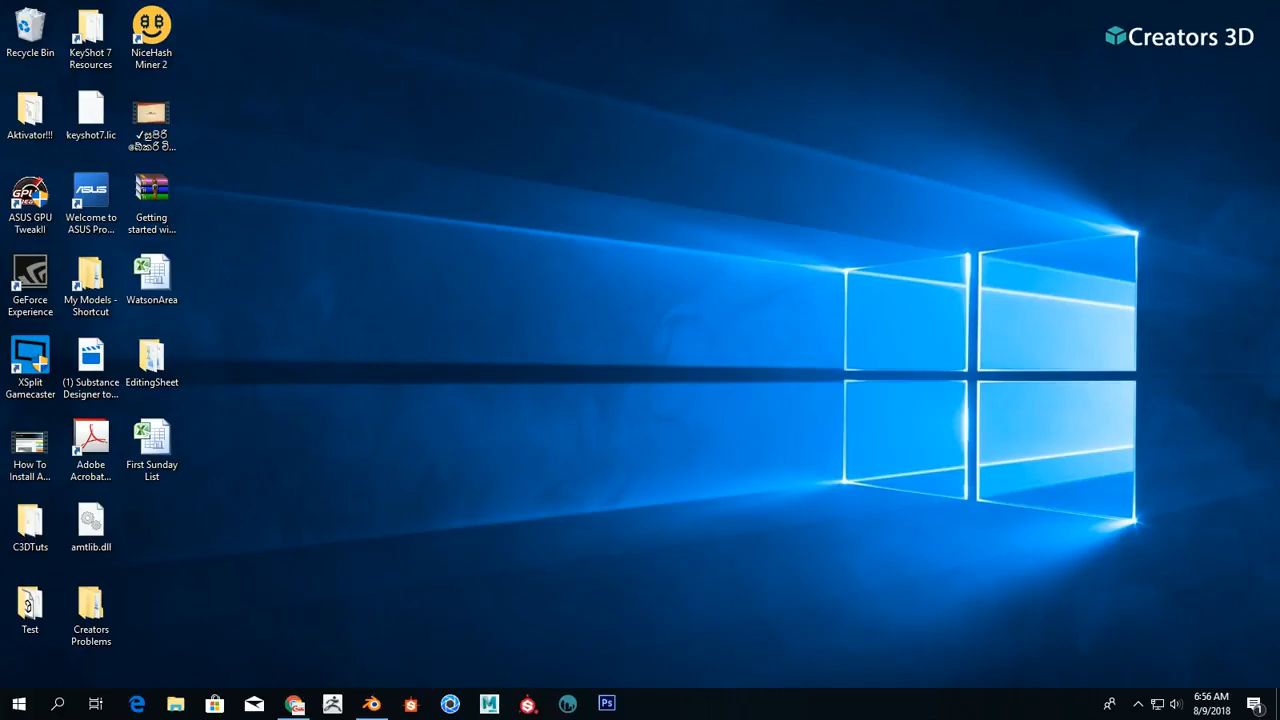 Creators 3D
Recycle Bin
KeyShot 7
Resources
NiceHash
Miner 2
Aktivator!!!
keyshot7.lic
✓සුපිරි
බේකරී වි...
ASUS GPU
TweakII
Welcome to
ASUS Pro...
Getting
started wi...
GeForce
Experience
My Models -
Shortcut
WatsonArea
XSplit
Gamecaster
(1) Substance
Designer to...
EditingSheet
How To
Install A...
Adobe
Acrobat...
First Sunday
List
C3DTuts
amtlib.dll
Test
Creators
Problems
6:56 AM
8/9/2018